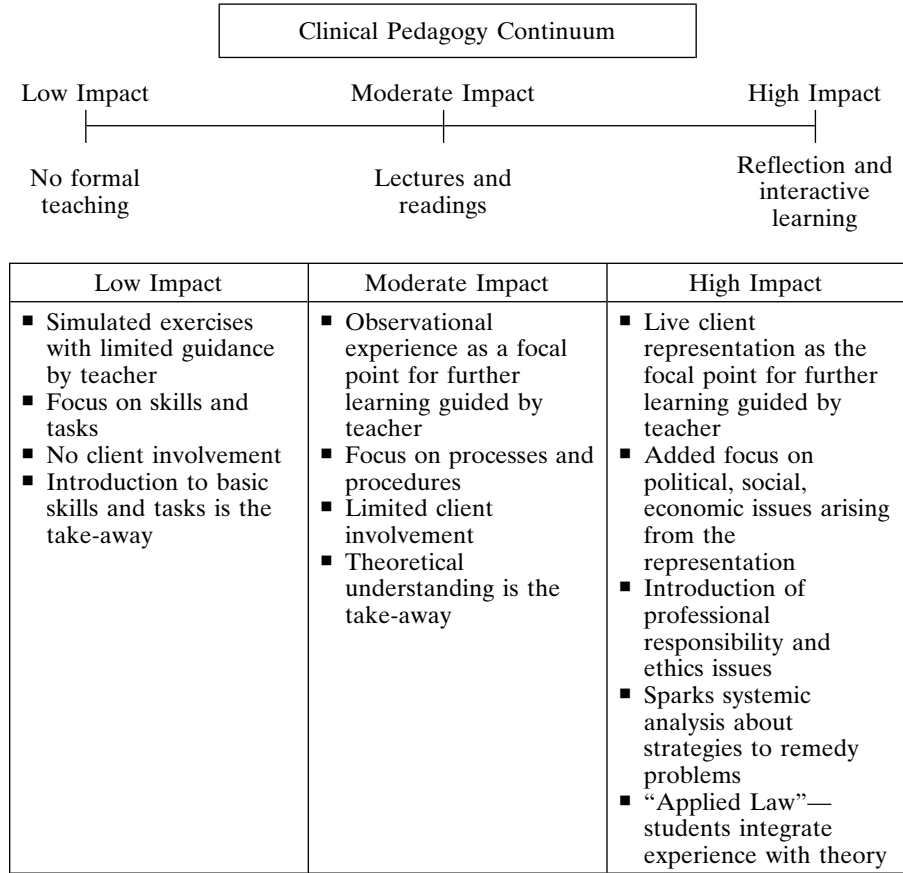 Clinical Pedagogy Continuum
Low Impact
Moderate Impact
High Impact
No formal
teaching
Lectures and
readings
Reflection and
interactive
learning
Low Impact
■ Simulated exercises
with limited guidance
by teacher
■ Focus on skills and
tasks
■ No client involvement
■ Introduction to basic
skills and tasks is the
take-away
Moderate Impact
■ Observational
experience as a focal
point for further
learning guided by
teacher
■ Focus on processes and
procedures
■ Limited client
involvement
■ Theoretical
understanding is the
take-away
High Impact
■ Live client
representation as the
focal point for further
learning guided by
teacher
■ Added focus on
political, social,
economic issues arising
from the
representation
■ Introduction of
professional
responsibility and
ethics issues
■ Sparks systemic
analysis about
strategies to remedy
problems
■ “Applied Law”—
students integrate
experience with theory